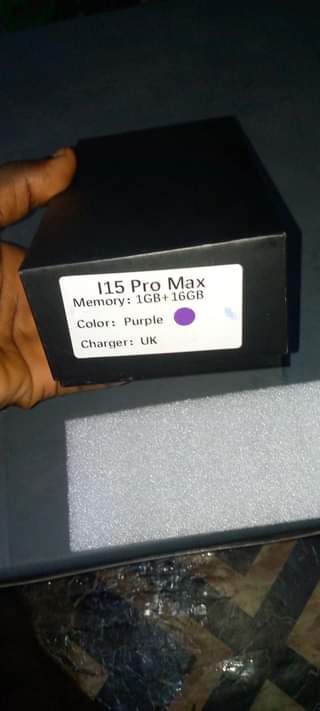 I15 Pro Max
Memory: 1GB+16GB
Color: Purple
Charger: UK